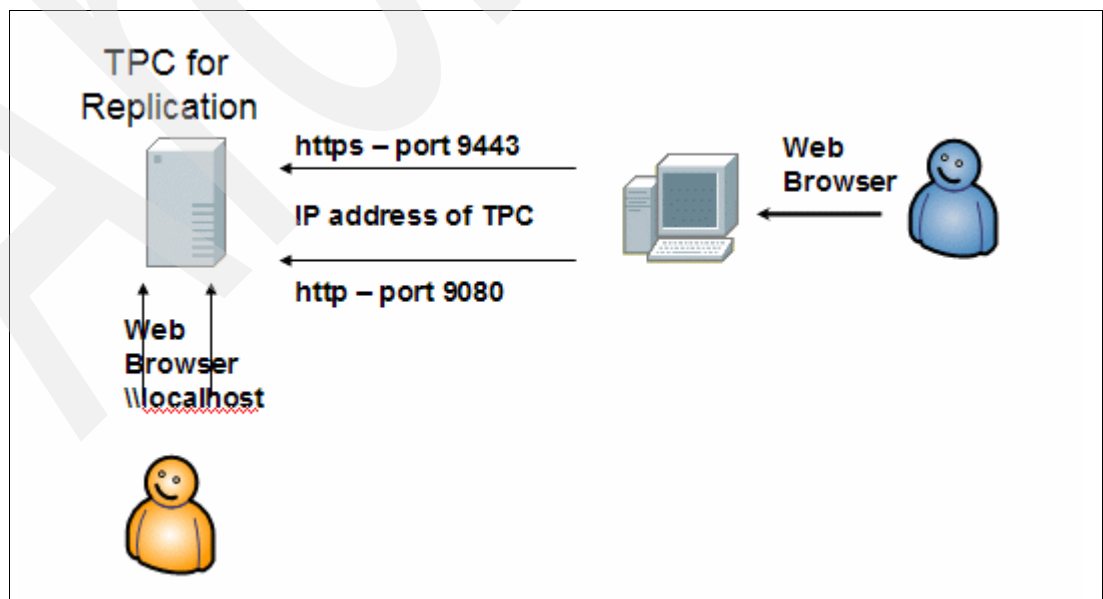 TPC for
Replication
https – port 9443
IP address of TPC
http – port 9080
Web
Browser
Web
Browser
\\localhost